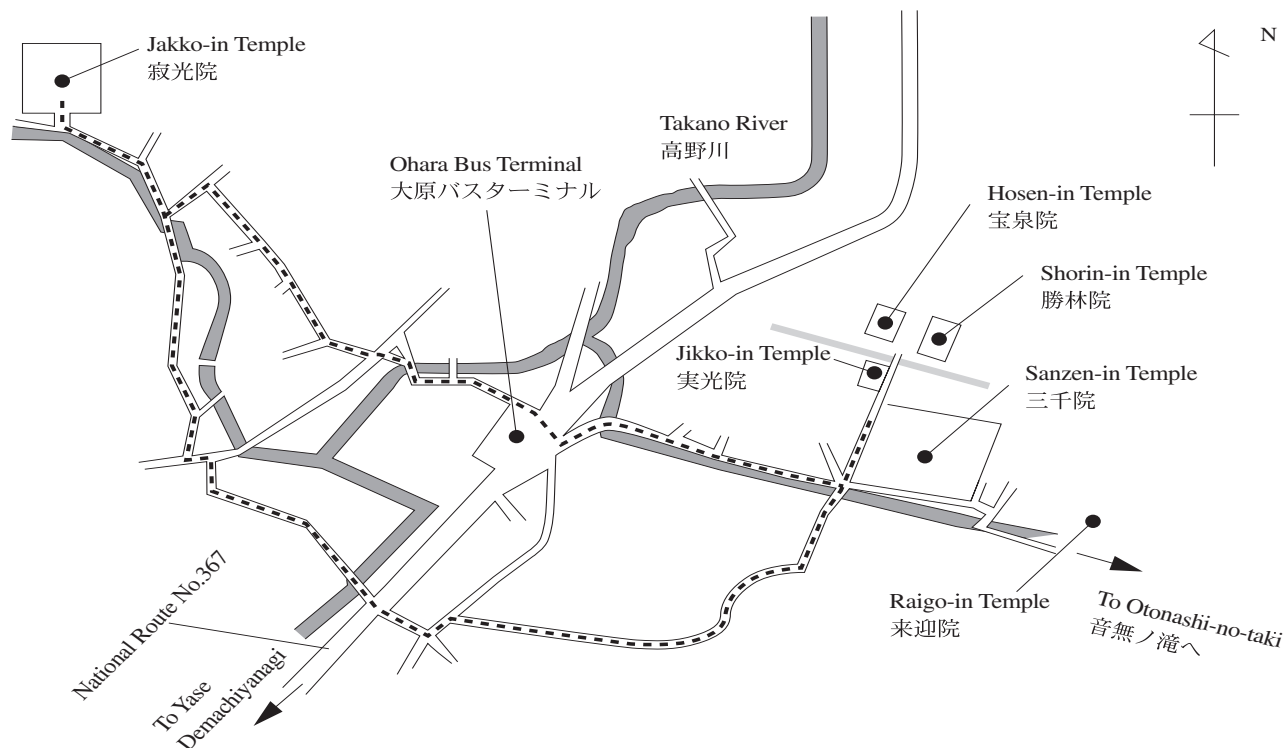 Jakko-in Temple
寂光院
Ohara Bus Terminal
大原バスターミナル
Takano River
高野川
N
Hosen-in Temple
宝泉院
Shorin-in Temple
勝林院
Jikko-in Temple
実光院
Sanzen-in Temple
三千院
Raigo-in Temple
来迎院
To Otonashi-no-taki
音無ノ滝へ
National Route No.367
To Yase
Demachiyanagi